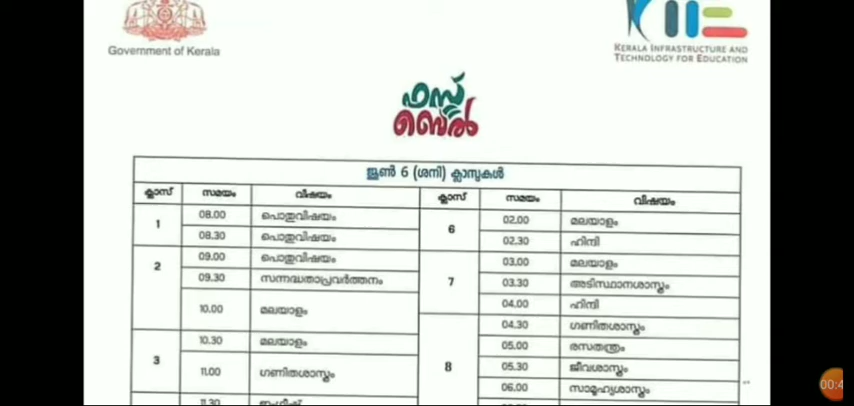 Government of Kerala
KERALA INFRASTRUCTURE AND
TECHNOLOGY FOR EDUCATION
ഫസ്റ്റ്
ബെൽ
ജൂൺ 6 (ശനി) ക്ലാസുകൾ
ക്ലാസ് സമയം വിഷയം ക്ലാസ് സമയം വിഷയം
1 08.00 പൊതുവിഷയം 6 02.00 മലയാളം
08.30 പൊതുവിഷയം 02.30 ഹിന്ദി
2 09.00 പൊതുവിഷയം 7 03.00 മലയാളം
09.30 സന്നദ്ധതാപ്രവർത്തനം 03.30 അടിസ്ഥാനശാസ്ത്രം
10.00 മലയാളം 04.00 ഹിന്ദി
8 04.30 ഗണിതശാസ്ത്രം
3 10.30 മലയാളം 05.00 രസതന്ത്രം
11.00 ഗണിതശാസ്ത്രം 05.30 ജീവശാസ്ത്രം
06.00 സാമൂഹ്യശാസ്ത്രം
11.30
00:4